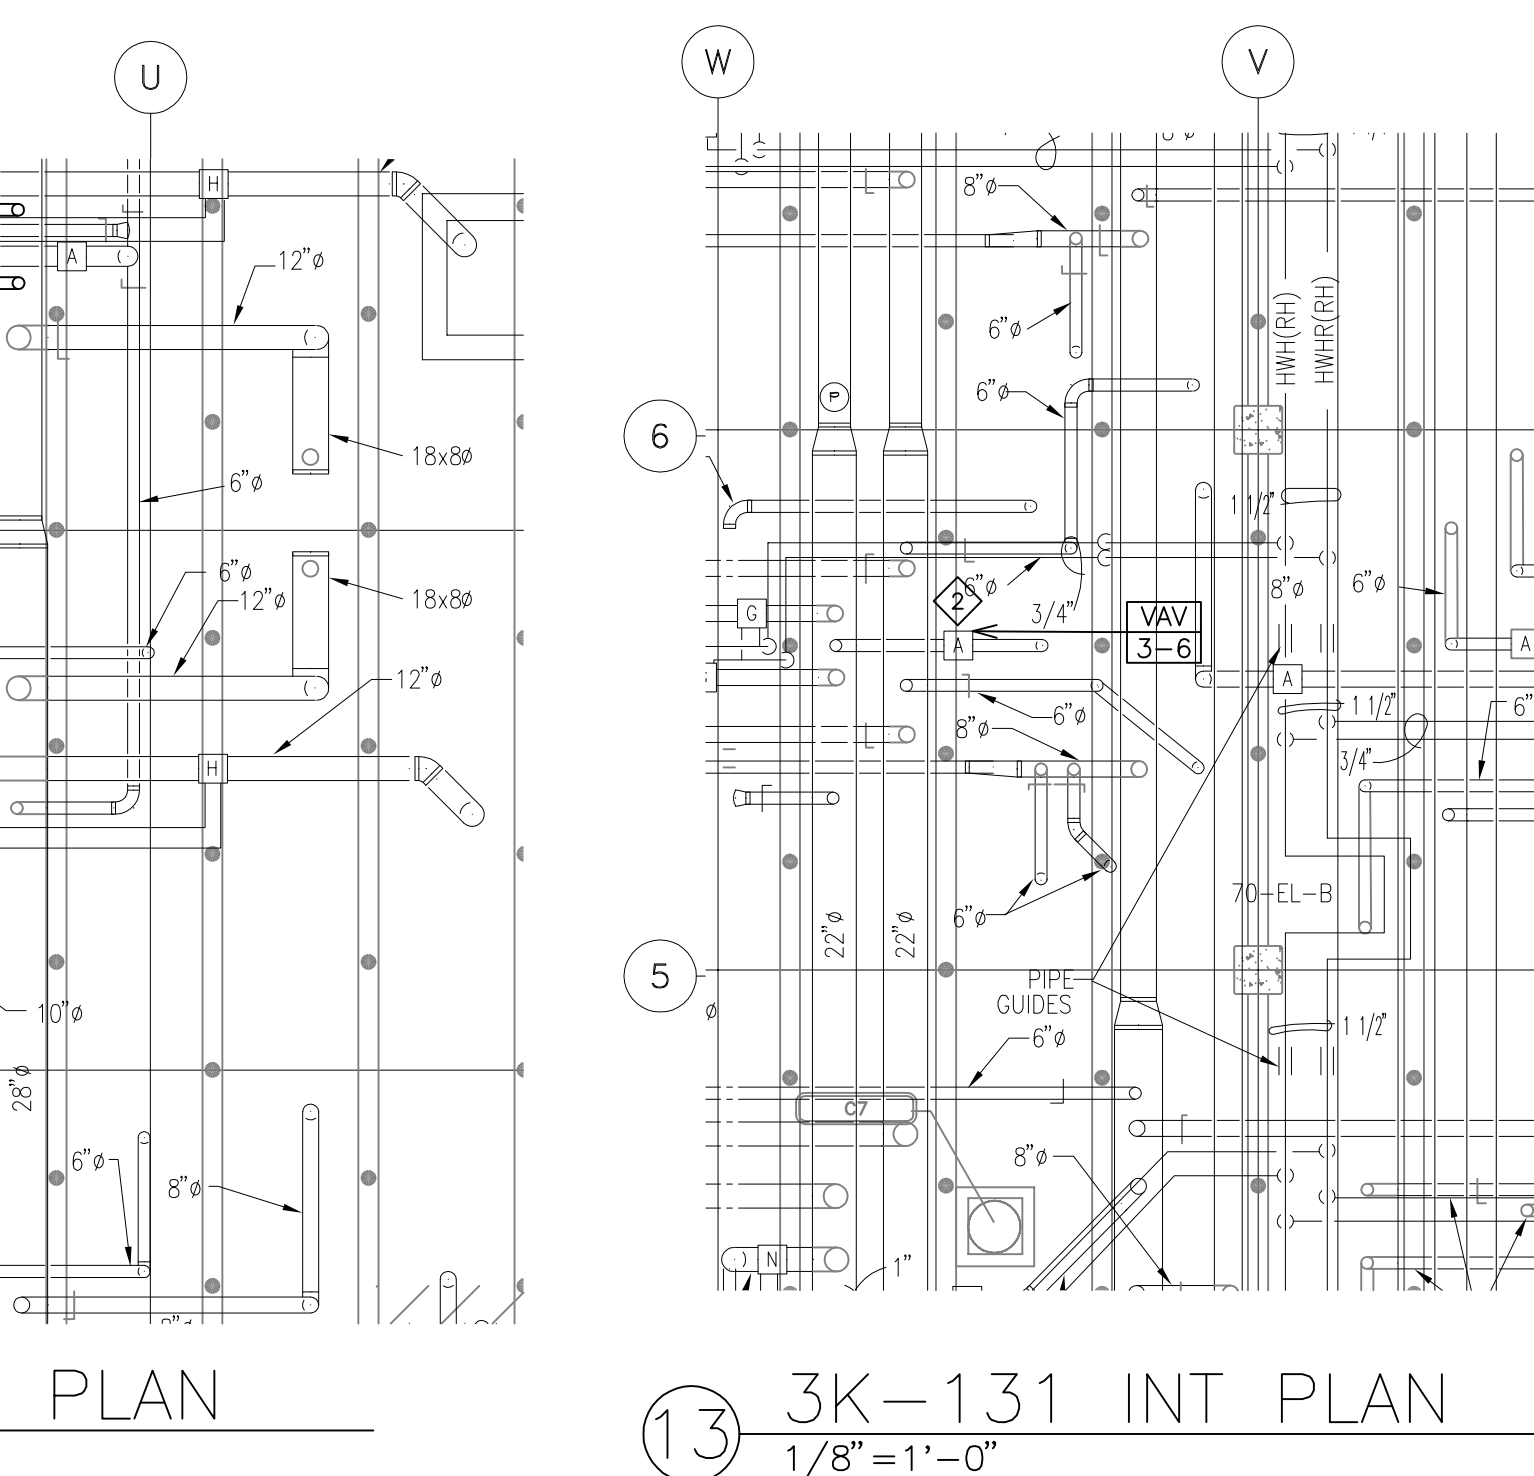 U
H
A
12"ø
18x8ø
6"ø
6"ø
12"ø
18x8ø
12"ø
H
10"ø
28"ø
6"ø
8"ø
PLAN
W
V
8"ø
6"ø
HWH(RH)
HWHR(RH)
6"ø
P
6
1 1/2"
6"ø
2
3/4"
8"ø
6"ø
G
VAV
3-6
A
A
A
6"ø
1 1/2"
6"
8"ø
3/4"
70-EL-B
6"ø
22"ø
22"ø
5
PIPE
GUIDES
ø
1 1/2"
6"ø
C7
8"ø
N
1"
13
3K-131 INT PLAN
1/8"=1'-0"